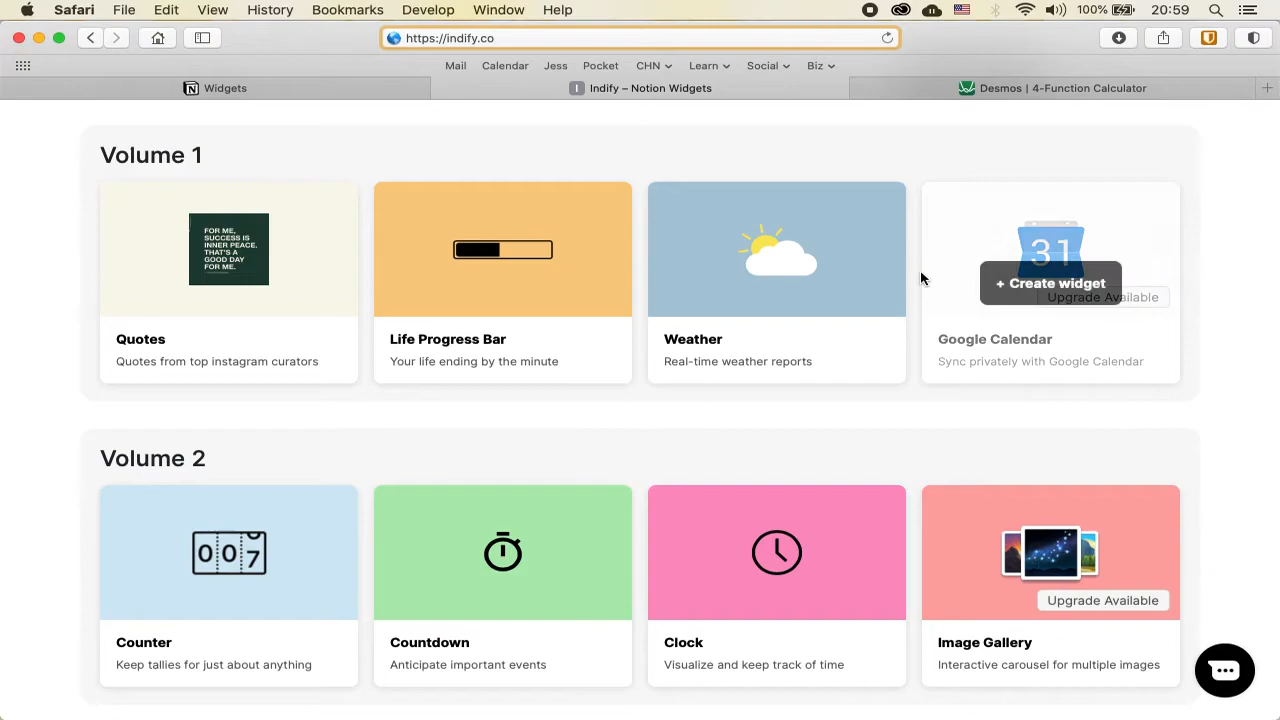 Safari File Edit View History Bookmarks Develop Window Help 100% 20:59
https://indify.co
Mail Calendar Jess Pocket CHN Learn Social Biz
Widgets Indify – Notion Widgets Desmos | 4-Function Calculator
Volume 1
FOR ME,
SUCCESS IS
INNER PEACE.
THAT'S A
GOOD DAY
FOR ME.
31
+ Create widget
Upgrade Available
Quotes
Quotes from top instagram curators
Life Progress Bar
Your life ending by the minute
Weather
Real-time weather reports
Google Calendar
Sync privately with Google Calendar
Volume 2
007
Upgrade Available
Counter
Keep tallies for just about anything
Countdown
Anticipate important events
Clock
Visualize and keep track of time
Image Gallery
Interactive carousel for multiple images